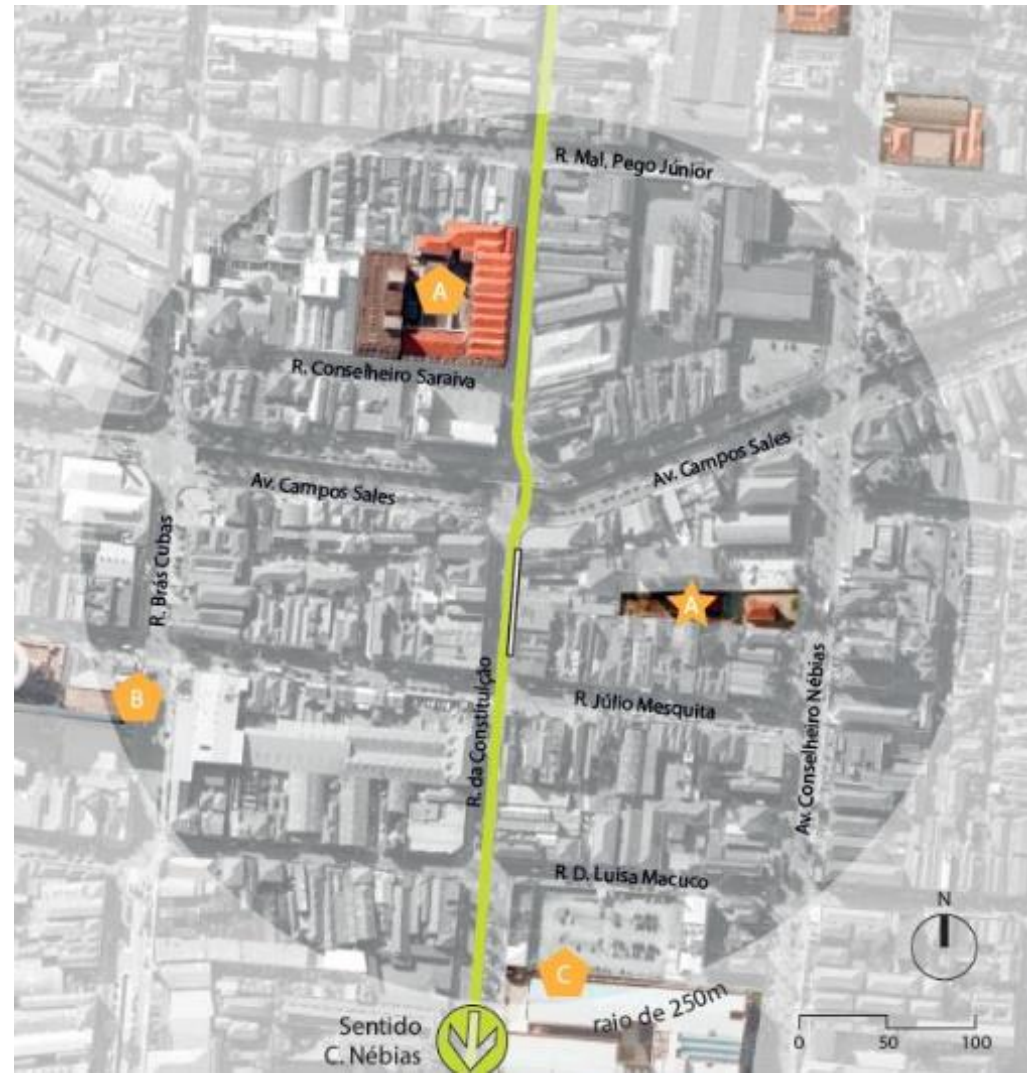 R. Mal. Pego Júnior
A
R. Conselheiro Saraiva
Av. Campos Sales
Av. Campos Sales
R. Brás Cubas
A
B
R. da Constituição
R. Júlio Mesquita
Av. Conselheiro Nébias
R. D. Luisa Macuco
N
C
raio de 250m
Sentido
C. Nébias
0 50 100